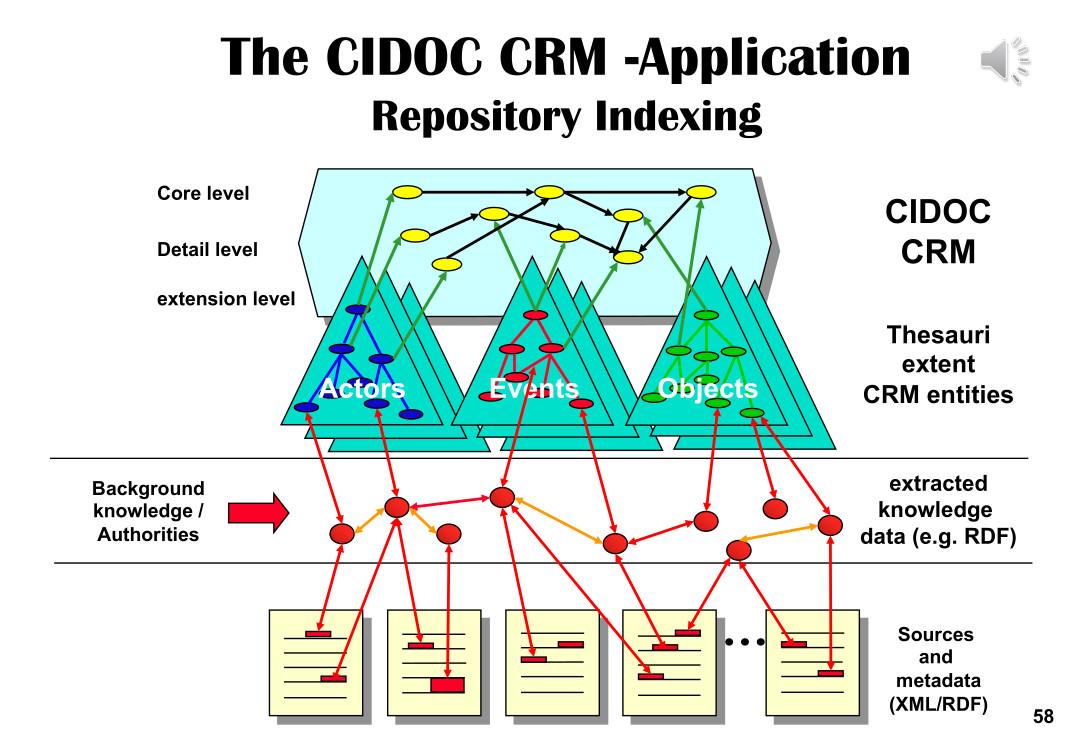 The CIDOC CRM -Application
Repository Indexing
Core level
Detail level
extension level
CIDOC
CRM
Thesauri
extent
CRM entities
Actors
Events
Objects
Background
knowledge /
Authorities
extracted
knowledge
data (e.g. RDF)
Sources
and
metadata
(XML/RDF)
58